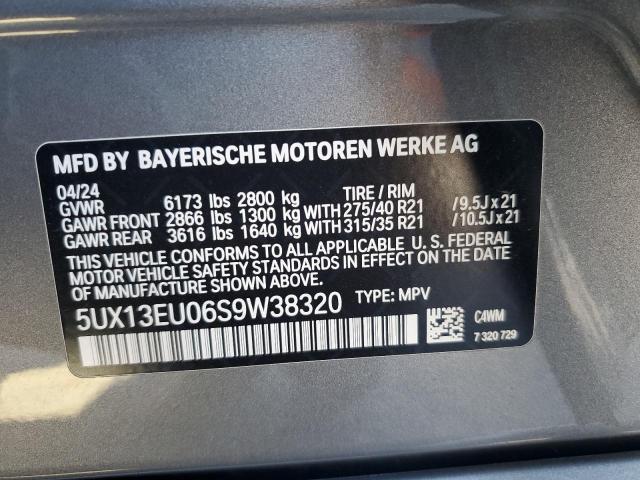 MFD BY BAYERISCHE MOTOREN WERKE AG
04/24 TIRE / RIM
GVWR 6173 lbs 2800 kg
GAWR FRONT 2866 lbs 1300 kg WITH 275/40 R21 /9.5J x 21
GAWR REAR 3616 lbs 1640 kg WITH 315/35 R21 /10.5J x 21
THIS VEHICLE CONFORMS TO ALL APPLICABLE U. S. FEDERAL
MOTOR VEHICLE SAFETY STANDARDS IN EFFECT ON THE
DATE OF MANUFACTURE SHOWN ABOVE.
5UX13EU06S9W38320 TYPE: MPV
C4WM
7 320 729